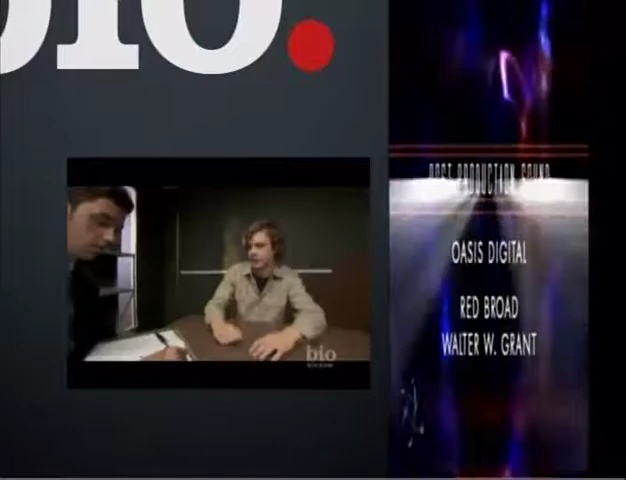 bio.
POST PRODUCTION SOUND
OASIS DIGITAL
RED BROAD
WALTER W. GRANT
bio